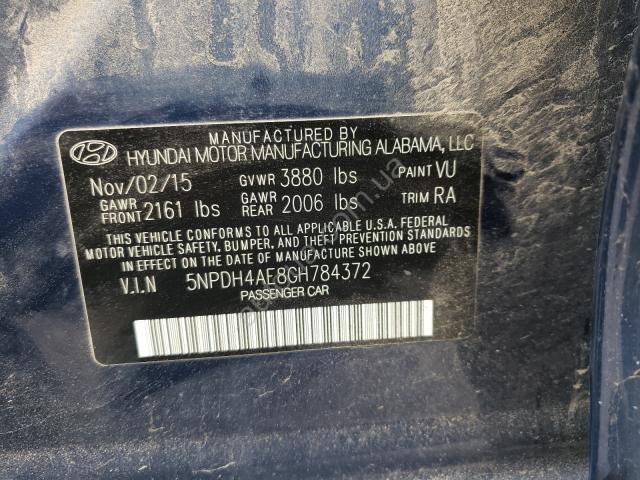 MANUFACTURED BY
HYUNDAI MOTOR MANUFACTURING ALABAMA, LLC
Nov/02/15 GVWR 3880 lbs PAINT VU
GAWR FRONT 2161 lbs GAWR REAR 2006 lbs TRIM RA
THIS VEHICLE CONFORMS TO ALL APPLICABLE U.S.A. FEDERAL
MOTOR VEHICLE SAFETY, BUMPER, AND THEFT PREVENTION
STANDARDS IN EFFECT ON THE DATE OF MANUFACTURE SHOWN ABOVE.
V.I.N 5NPDH4AE8GH784372
PASSENGER CAR